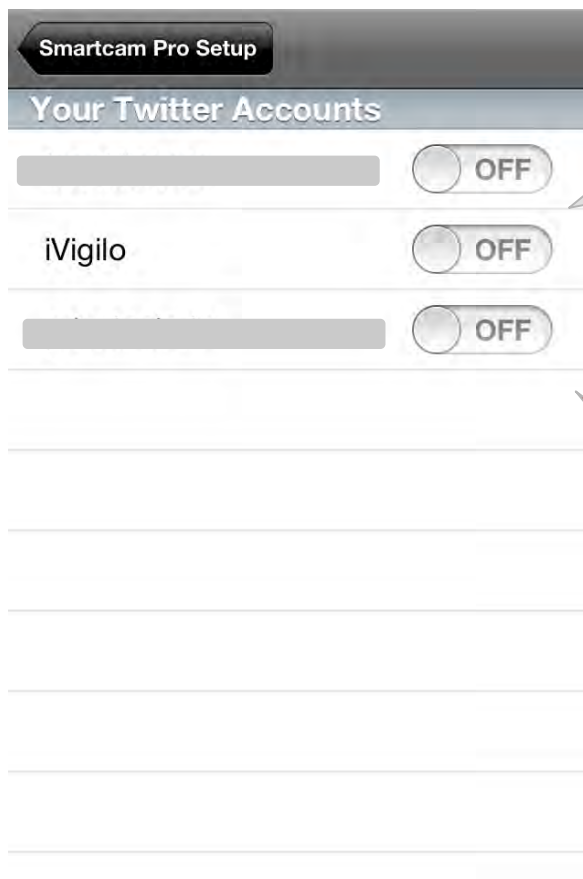 Smartcam Pro Setup
Your Twitter Accounts
OFF
iVigilo
OFF
OFF